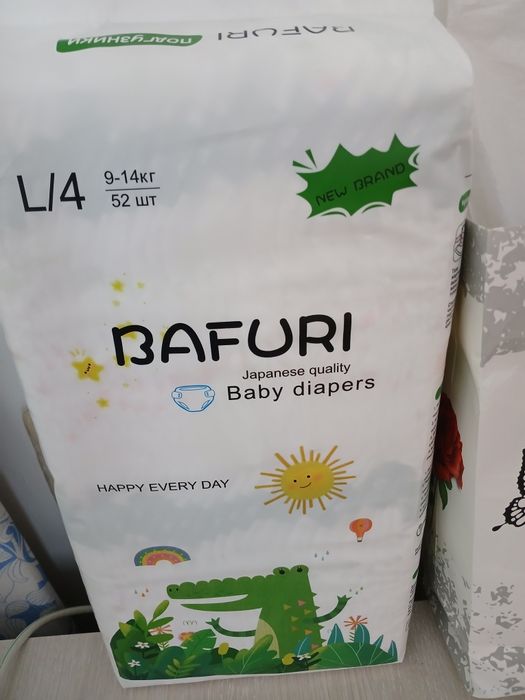 BAFURI
подгузники
NEW BRAND
L/4
9-14кг
52 шт
BAFURI
Japanese quality
Baby diapers
HAPPY EVERY DAY